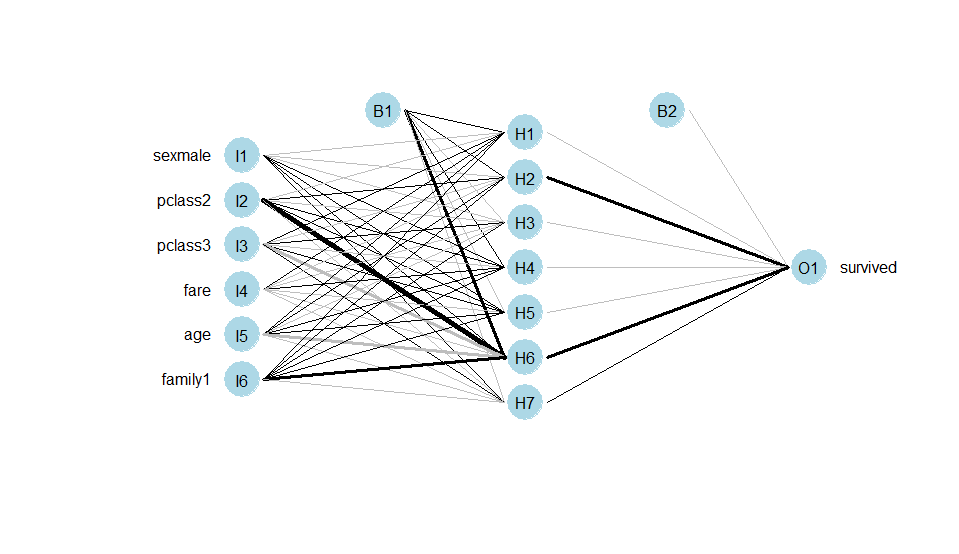 B1
B2
H1
sexmale I1
H2
pclass2 I2
H3
pclass3 I3
H4
O1 survived
fare I4
H5
age I5
H6
family1 I6
H7